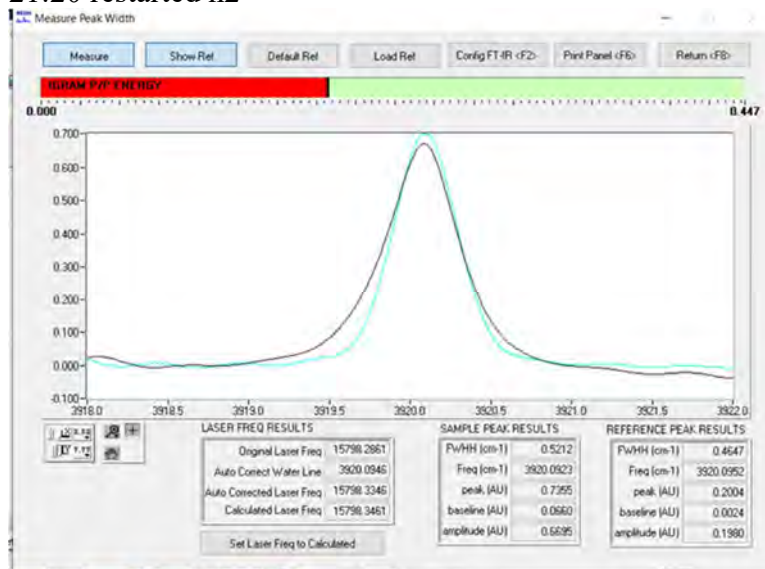 21:20 restarted n2
Measure Peak Width
Measure Show Ref Default Ref Load Ref Config FT-IR <F2> Print Panel <F6> Return <F8>
IGRAM P/P ENERGY
0.000 0.447
0.700
0.600
0.500
0.400
0.300
0.200
0.100
0.000
-0.100
3918.0 3918.5 3919.0 3919.5 3920.0 3920.5 3921.0 3921.5 3922.0
LASER FREQ RESULTS
Original Laser Freq 15798.2861
Auto Correct Water Line 3920.0946
Auto Corrected Laser Freq 15798.3346
Calculated Laser Freq 15798.3461
Set Laser Freq to Calculated
SAMPLE PEAK RESULTS
FWHH (cm-1) 0.5212
Freq (cm-1) 3920.0923
peak (AU) 0.7355
baseline (AU) 0.0660
amplitude (AU) 0.6695
REFERENCE PEAK RESULTS
FWHH (cm-1) 0.4647
Freq (cm-1) 3920.0952
peak (AU) 0.2004
baseline (AU) 0.0024
amplitude (AU) 0.1980